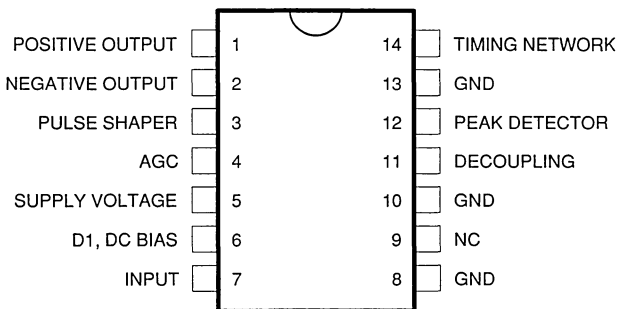 POSITIVE OUTPUT 1 14 TIMING NETWORK
NEGATIVE OUTPUT 2 13 GND
PULSE SHAPER 3 12 PEAK DETECTOR
AGC 4 11 DECOUPLING
SUPPLY VOLTAGE 5 10 GND
D1, DC BIAS 6 9 NC
INPUT 7 8 GND